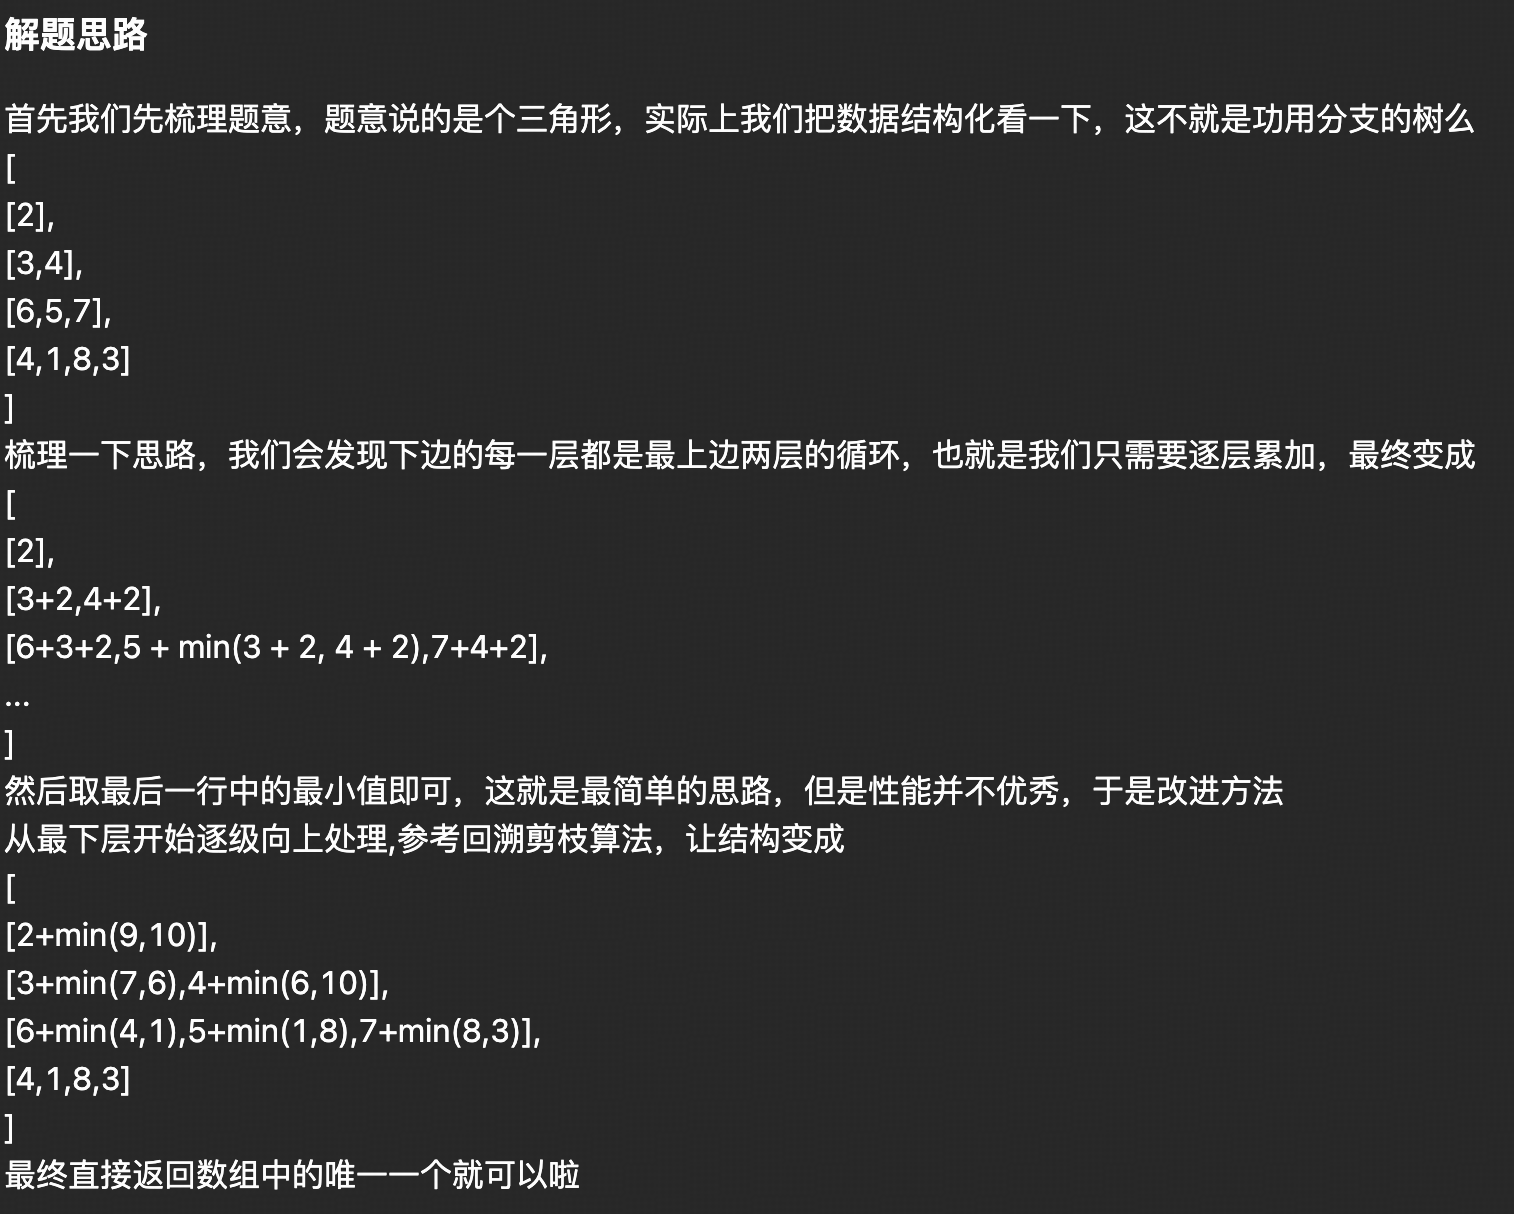 解题思路
首先我们先梳理题意，题意说的是个三角形，实际上我们把数据结构化看一下，这不就是功用分支的树么
[
[2],
[3,4],
[6,5,7],
[4,1,8,3]
]
梳理一下思路，我们会发现下边的每一层都是最上边两层的循环，也就是我们只需要逐层累加，最终变成
[
[2],
[3+2,4+2],
[6+3+2,5 + min(3 + 2, 4 + 2),7+4+2],
...
]
然后取最后一行中的最小值即可，这就是最简单的思路，但是性能并不优秀，于是改进方法
从最下层开始逐级向上处理,参考回溯剪枝算法，让结构变成
[
[2+min(9,10)],
[3+min(7,6),4+min(6,10)],
[6+min(4,1),5+min(1,8),7+min(8,3)],
[4,1,8,3]
]
最终直接返回数组中的唯一一个就可以啦